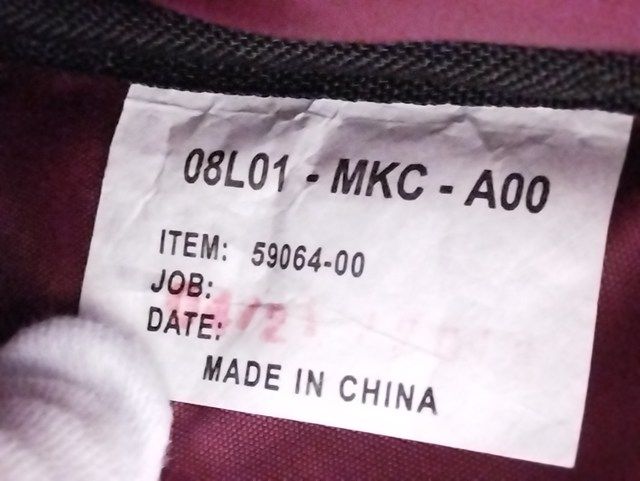 08L01 - MKC - A00
ITEM: 59064-00
JOB:
DATE:
MADE IN CHINA